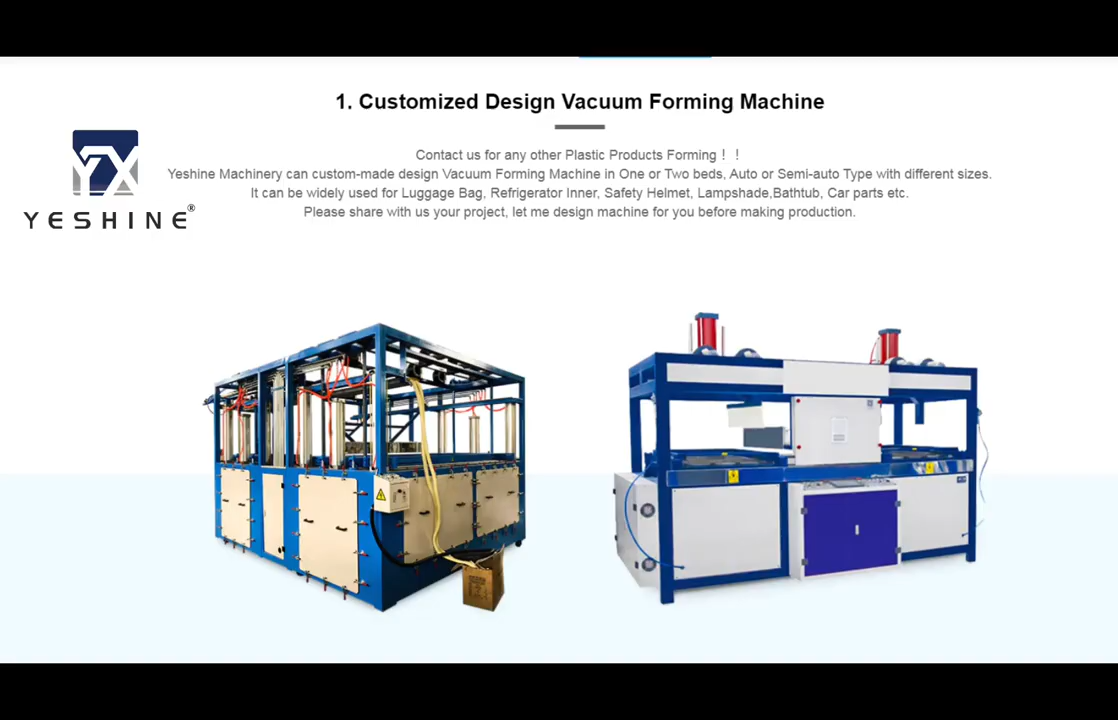 1. Customized Design Vacuum Forming Machine
Contact us for any other Plastic Products Forming！！
Yeshine Machinery can custom-made design Vacuum Forming Machine in One or Two beds, Auto or Semi-auto Type with different sizes.
It can be widely used for Luggage Bag, Refrigerator Inner, Safety Helmet, Lampshade,Bathtub, Car parts etc.
Please share with us your project, let me design machine for you before making production.
YX
YESHINE®